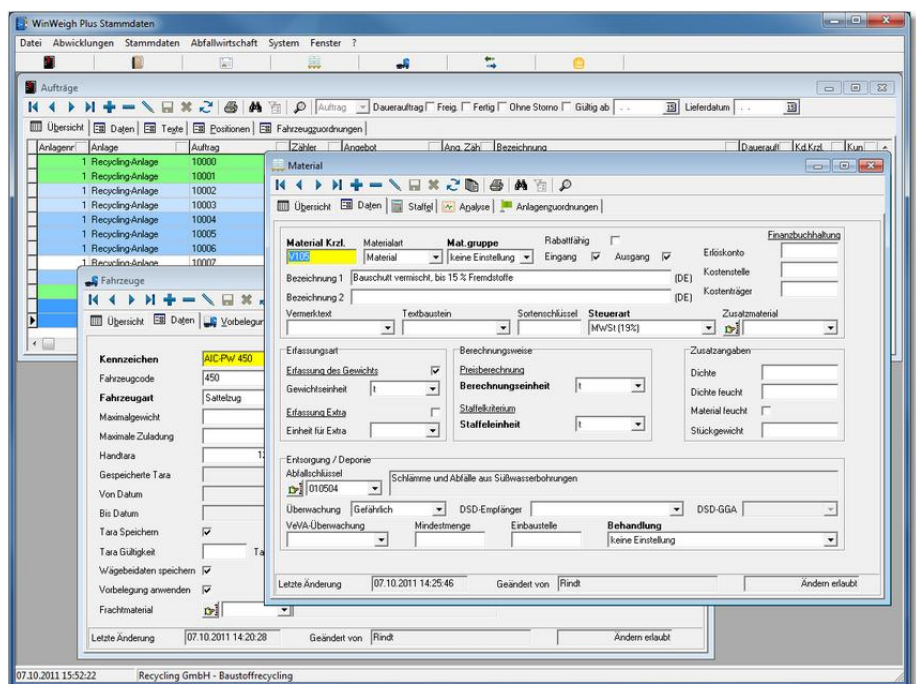 WinWeigh Plus Stammdaten
Datei Abwicklungen Stammdaten Abfallwirtschaft System Fenster ?
Aufträge
Auftrag Dauerauftrag Freig. Fertig Ohne Storno Gültig ab . . Lieferdatum . .
Übersicht Daten Texte Positionen Fahrzeugzuordnungen
Anlagennr Anlage Auftrag Zähler Angebot Ang. Zäh Bezeichnung Dauerauft Kd.Krzl. Kun
1 Recycling-Anlage 10000
1 Recycling-Anlage 10001
1 Recycling-Anlage 10002
1 Recycling-Anlage 10003
1 Recycling-Anlage 10004
1 Recycling-Anlage 10005
1 Recycling-Anlage 10006
1 Recycling-Anlage 10007
Material
Übersicht Daten Staffel Analyse Anlagenzuordnungen
Material Krzl. Materialart Mat.gruppe Rabattfähig Finanzbuchhaltung
V105 Material keine Einstellung Eingang Ausgang Erlöskonto
Bezeichnung 1 Bauschutt vermischt, bis 15 % Fremdstoffe (DE) Kostenstelle
Bezeichnung 2 (DE) Kostenträger
Vermerktext Textbaustein Sortenschlüssel Steuerart Zusatzmaterial
MWSt (19%)
Erfassungsart Berechnungsweise Zusatzangaben
Erfassung des Gewichts Preisberechnung Dichte
Gewichtseinheit t Berechnungseinheit t Dichte feucht
Erfassung Extra Staffelkriterium Material feucht
Einheit für Extra Staffeleinheit t Stückgewicht
Entsorgung / Deponie
Abfallschlüssel
010504 Schlämme und Abfälle aus Süßwasserbohrungen
Überwachung Gefährlich DSD-Empfänger DSD-GGA
VeVA-Überwachung Mindestmenge Einbaustelle Behandlung
keine Einstellung
Letzte Änderung 07.10.2011 14:25:46 Geändert von Rindt Ändern erlaubt
Fahrzeuge
Übersicht Daten
Kennzeichen AIC-PW 450
Fahrzeugcode 450
Fahrzeugart Sattelzug
Maximalgewicht
Maximale Zuladung
Handtara
Gespeicherte Tara
Von Datum
Bis Datum
Tara Speichern
Tara Gültigkeit
Wägebeidaten speichern
Vorbelegung anwenden
Frachtmaterial
Letzte Änderung 07.10.2011 14:20:28 Geändert von Rindt Ändern erlaubt
07.10.2011 15:52:22 Recycling GmbH - Baustoffrecycling